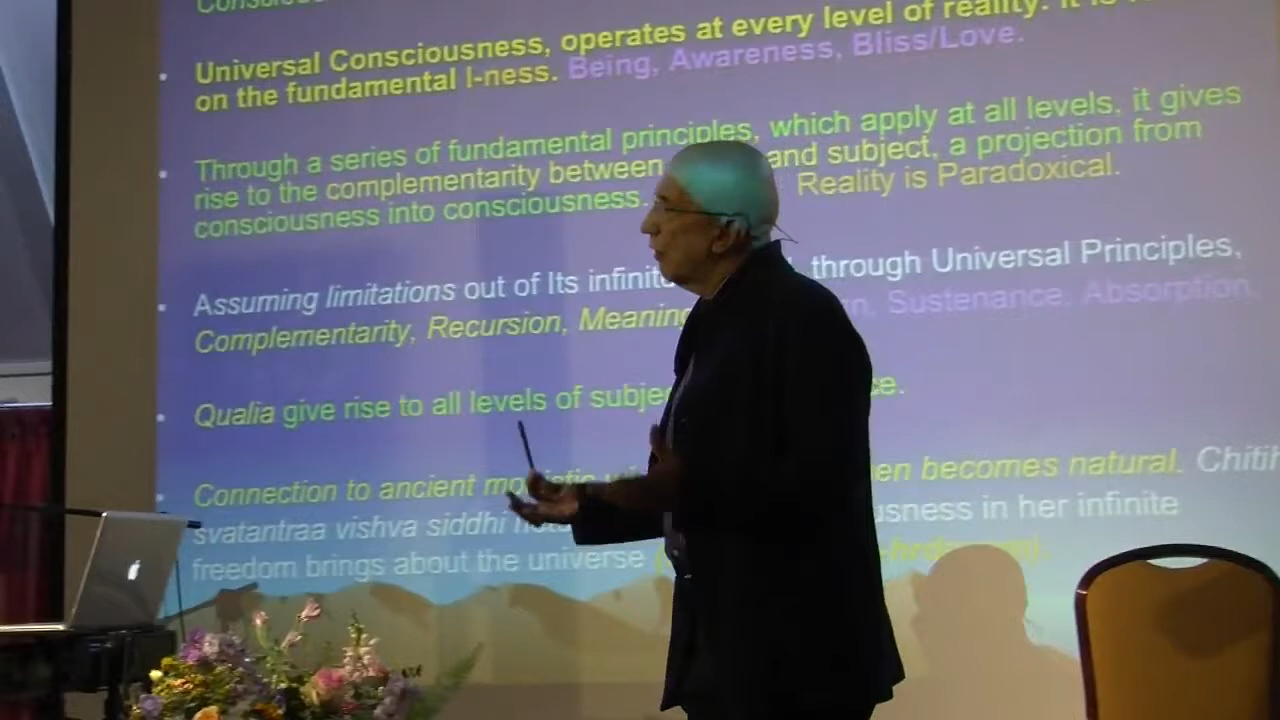 Universal Consciousness, operates at every level of reality. It is
on the fundamental I-ness. Being, Awareness, Bliss/Love.
Through a series of fundamental principles, which apply at all levels, it gives
rise to the complementarity between and subject, a projection from
consciousness into consciousness. Reality is Paradoxical.
Assuming limitations out of Its infinite through Universal Principles,
Complementarity, Recursion, Meaning Sustenance, Absorption,
Qualia give rise to all levels of
Connection to ancient becomes natural. Chitih
svatantraa vishva siddhi in her infinite
freedom brings about the universe